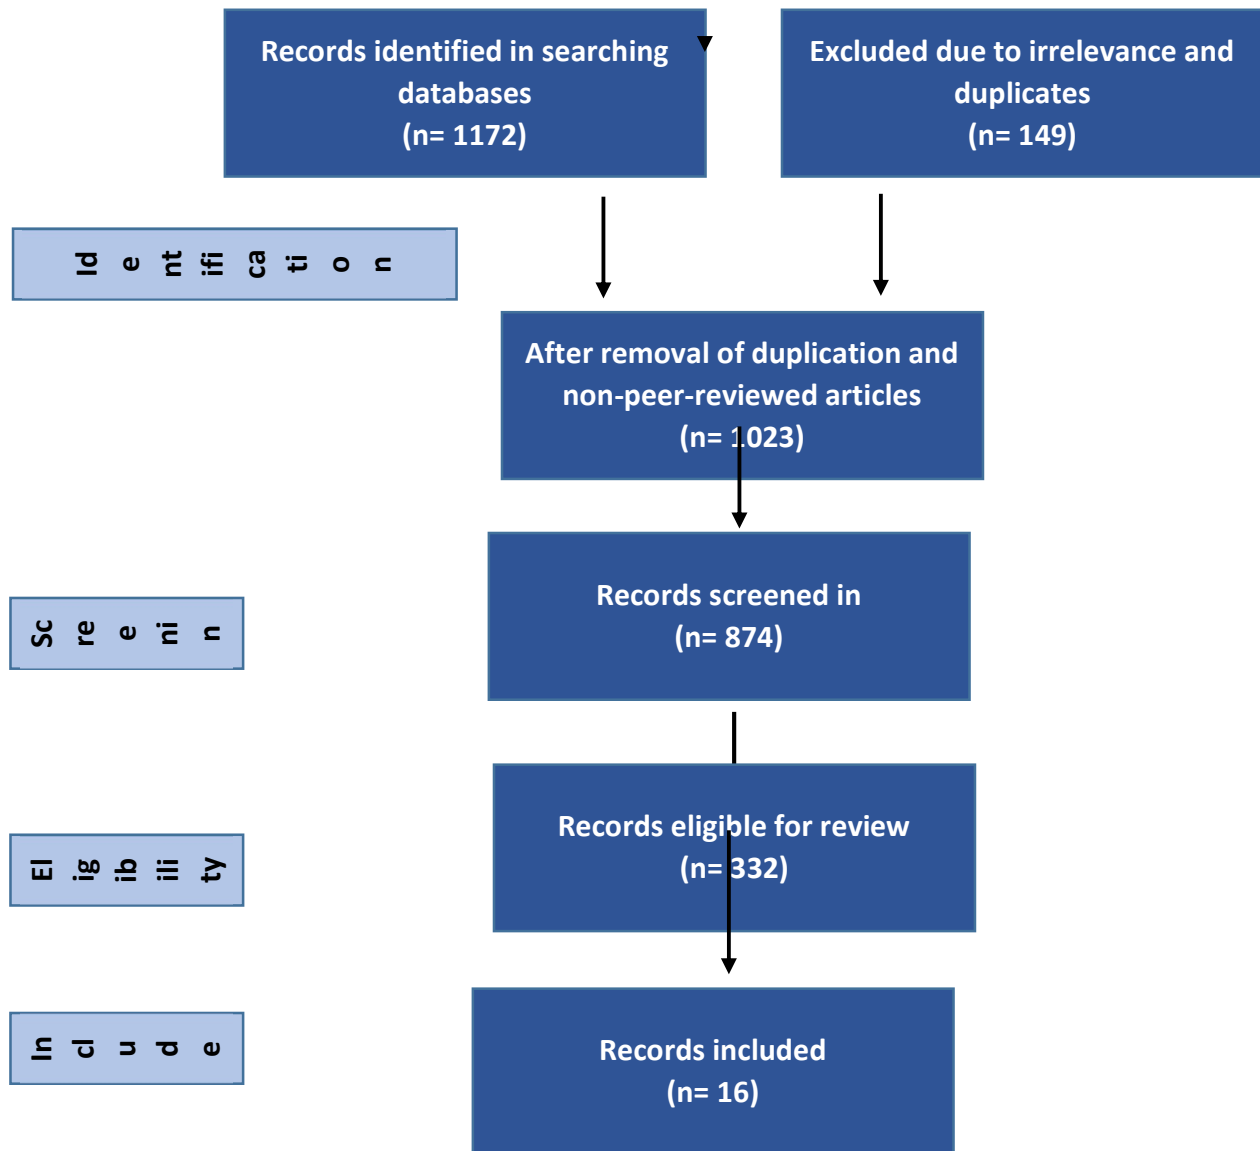 Records identified in searching
databases
(n= 1172)
Excluded due to irrelevance and
duplicates
(n= 149)
Id e nt ifi ca ti o n
After removal of duplication and
non-peer-reviewed articles
(n= 1023)
Sc re e ni n
Records screened in
(n= 874)
El ig ib ili ty
Records eligible for review
(n= 332)
In cl u d e
Records included
(n= 16)